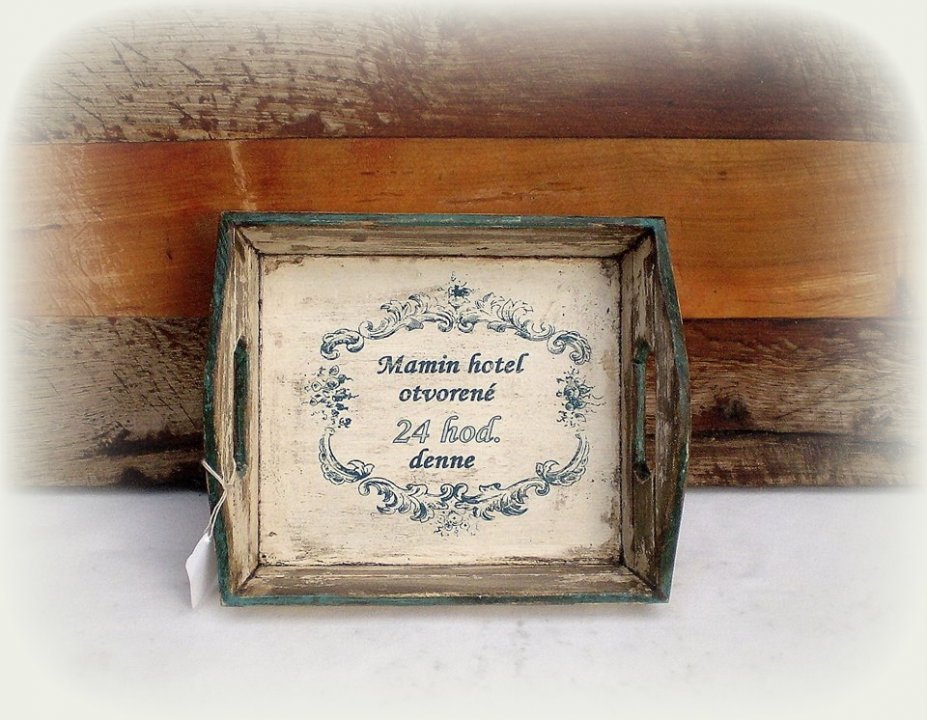 Mamin hotel
otvorené
24 hod.
denne